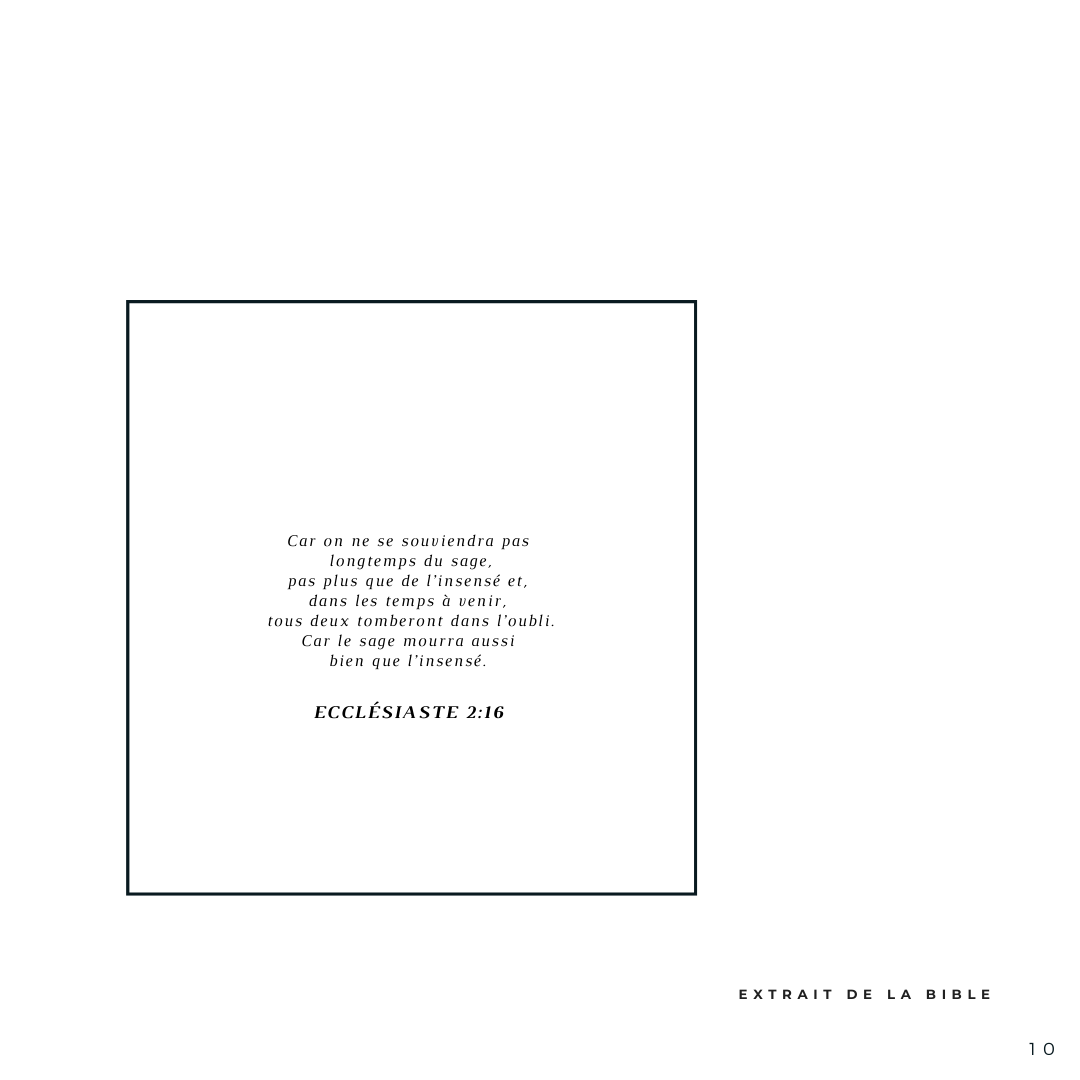 Car on ne se souviendra pas
longtemps du sage,
pas plus que de l'insensé et,
dans les temps à venir,
tous deux tomberont dans l'oubli.
Car le sage mourra aussi
bien que l'insensé.
ECCLÉSIASTE 2:16
EXTRAIT DE LA BIBLE
10